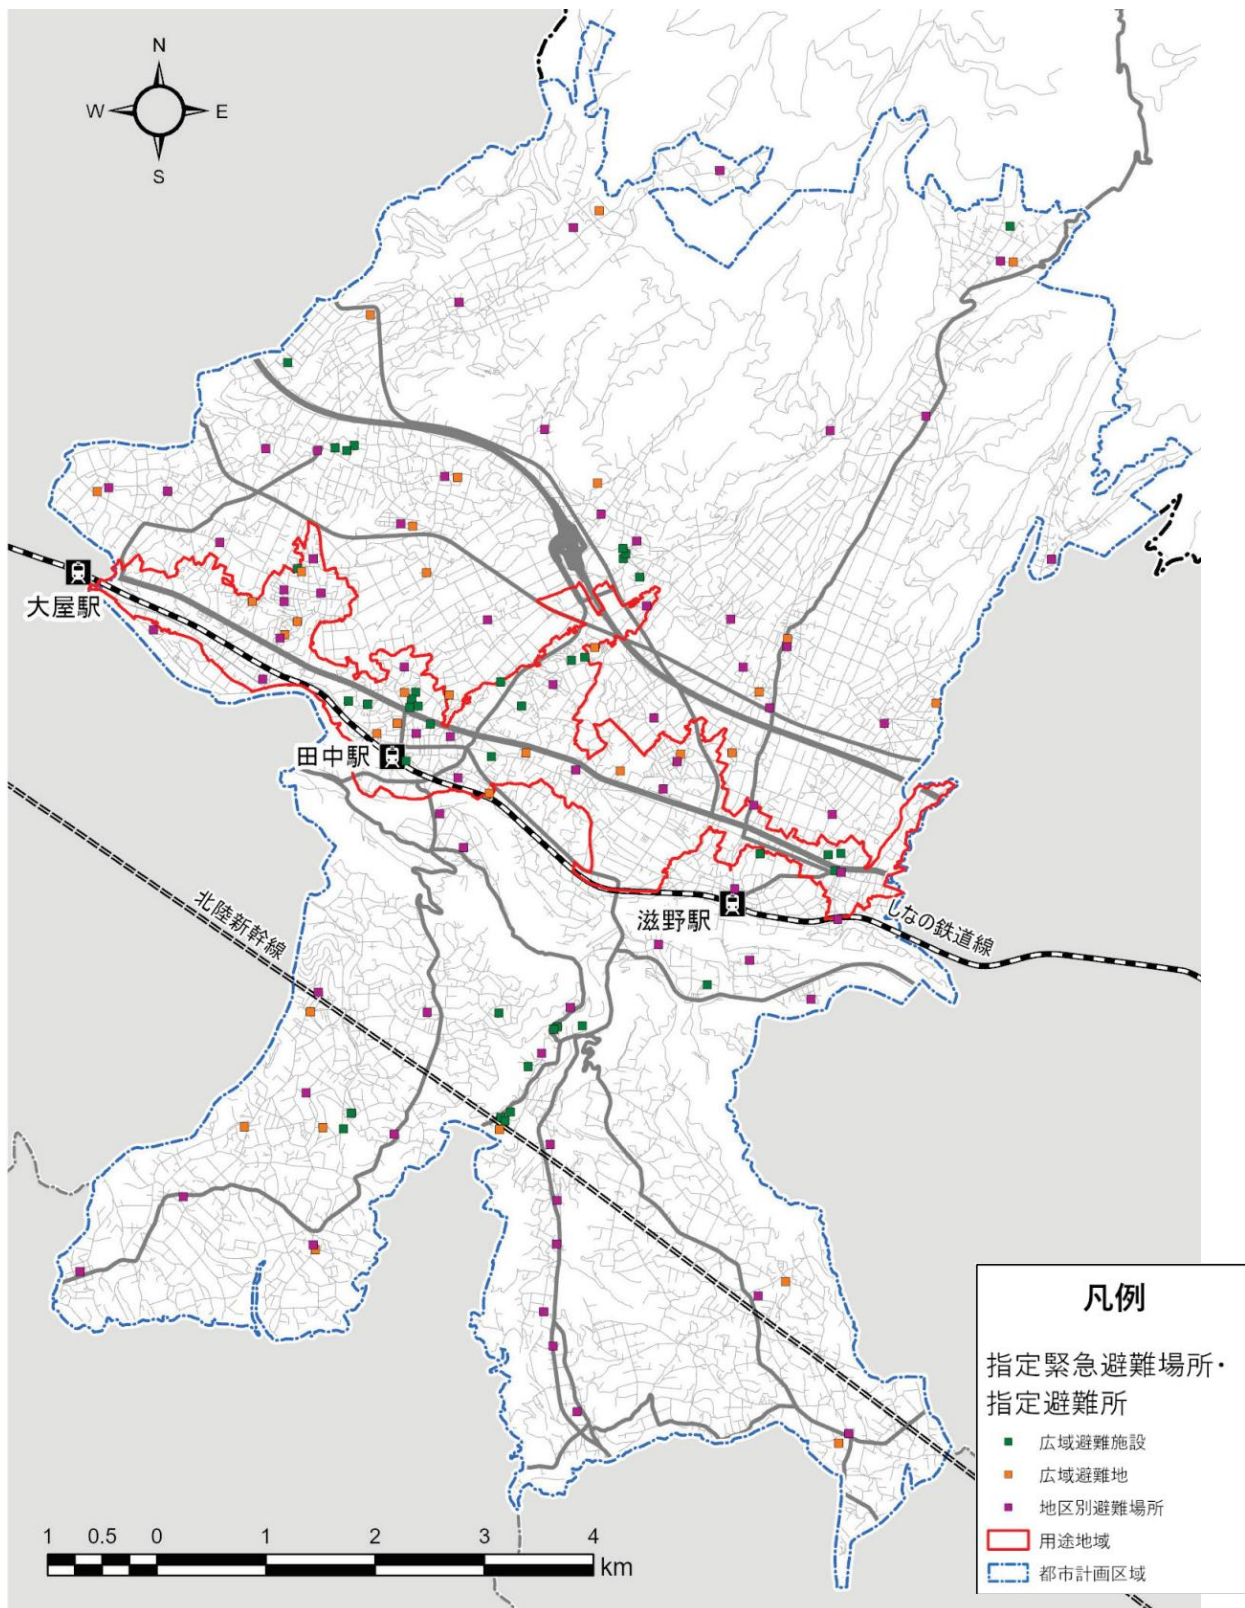 N
W E
S
大屋駅
田中駅
北陸新幹線
滋野駅
しなの鉄道線
凡例
指定緊急避難場所・
指定避難所
広域避難施設
広域避難地
地区別避難場所
用途地域
都市計画区域
1 0.5 0 1 2 3 4
km